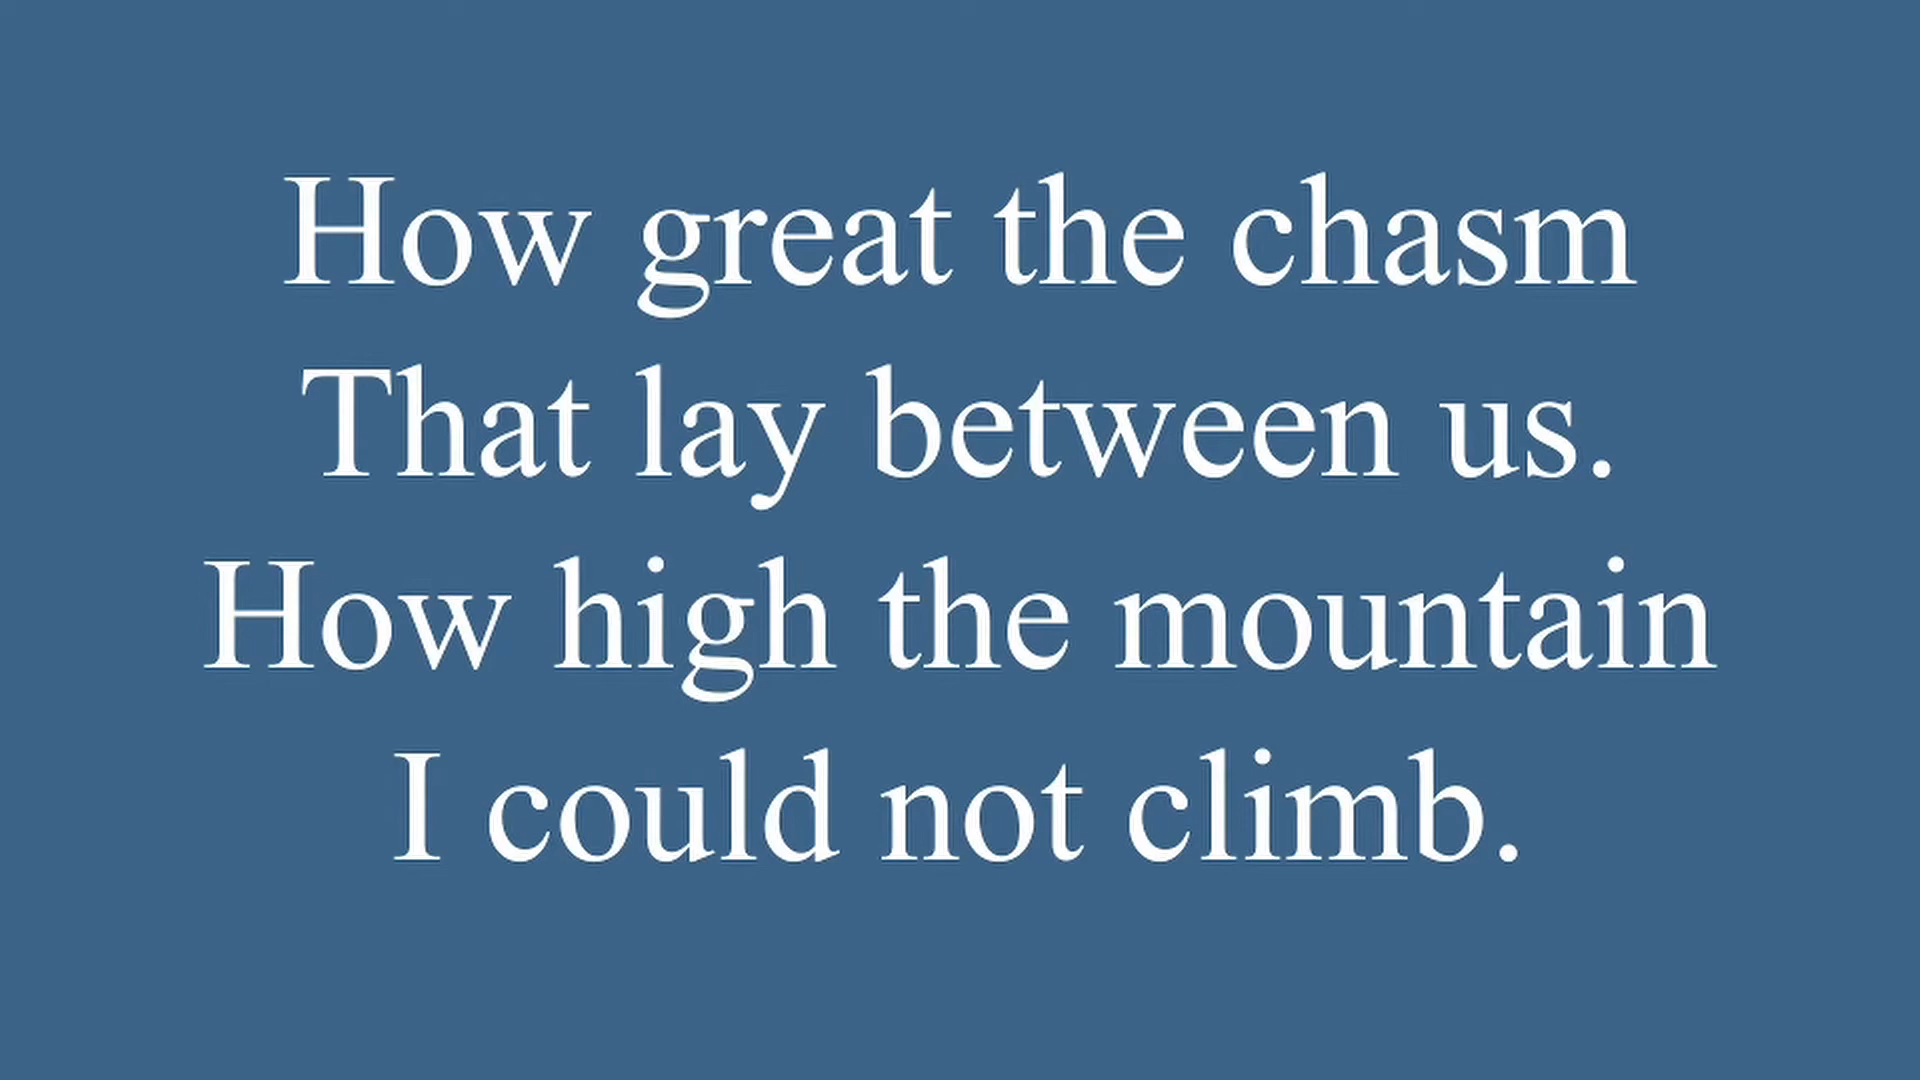 How great the chasm
That lay between us.
How high the mountain
I could not climb.